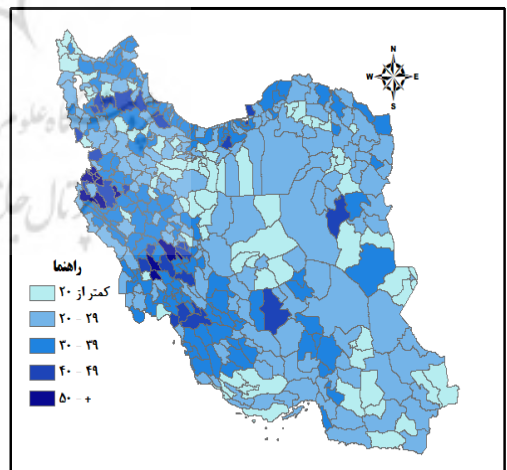 N
W E
S
راهنما
کمتر از ۲۰
۲۰ - ۲۹
۳۰ - ۳۹
۴۰ - ۴۹
۵۰ - +